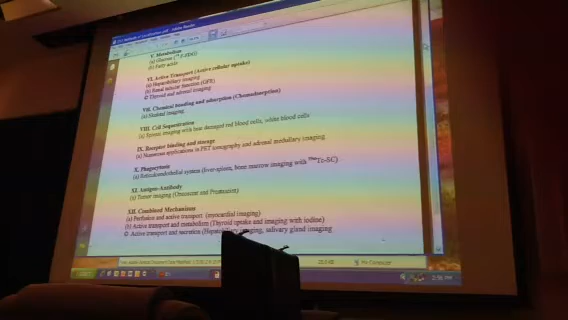 V. Metabolism
(a) Glucose
(b) Fatty acids
VI. Active Transport (Active cellular uptake)
(a) Hepatobiliary imaging
(b) Renal tubular function
© Thyroid and adrenal imaging
VII. Chemical bonding and adsorption (Chemadsorption)
(a) Skeletal imaging
VIII. Cell Sequestration
(a) Splenic imaging with heat damaged red blood cells, white blood cells
IX. Receptor binding and storage
(a) Numerous applications in PET tomography and adrenal medullary imaging
X. Phagocytosis
(a) Reticuloendothelial system (liver-spleen, bone marrow imaging with 99mTc-SC)
XI. Antigen-Antibody
(a) Tumor imaging (Oncoscint and Prostascint)
XII. Combined Mechanisms
(a) Perfusion and active transport (myocardial imaging)
(b) Active transport and metabolism (Thyroid uptake and imaging with iodine)
© Active transport and secretion (Hepatobiliary imaging, salivary gland imaging